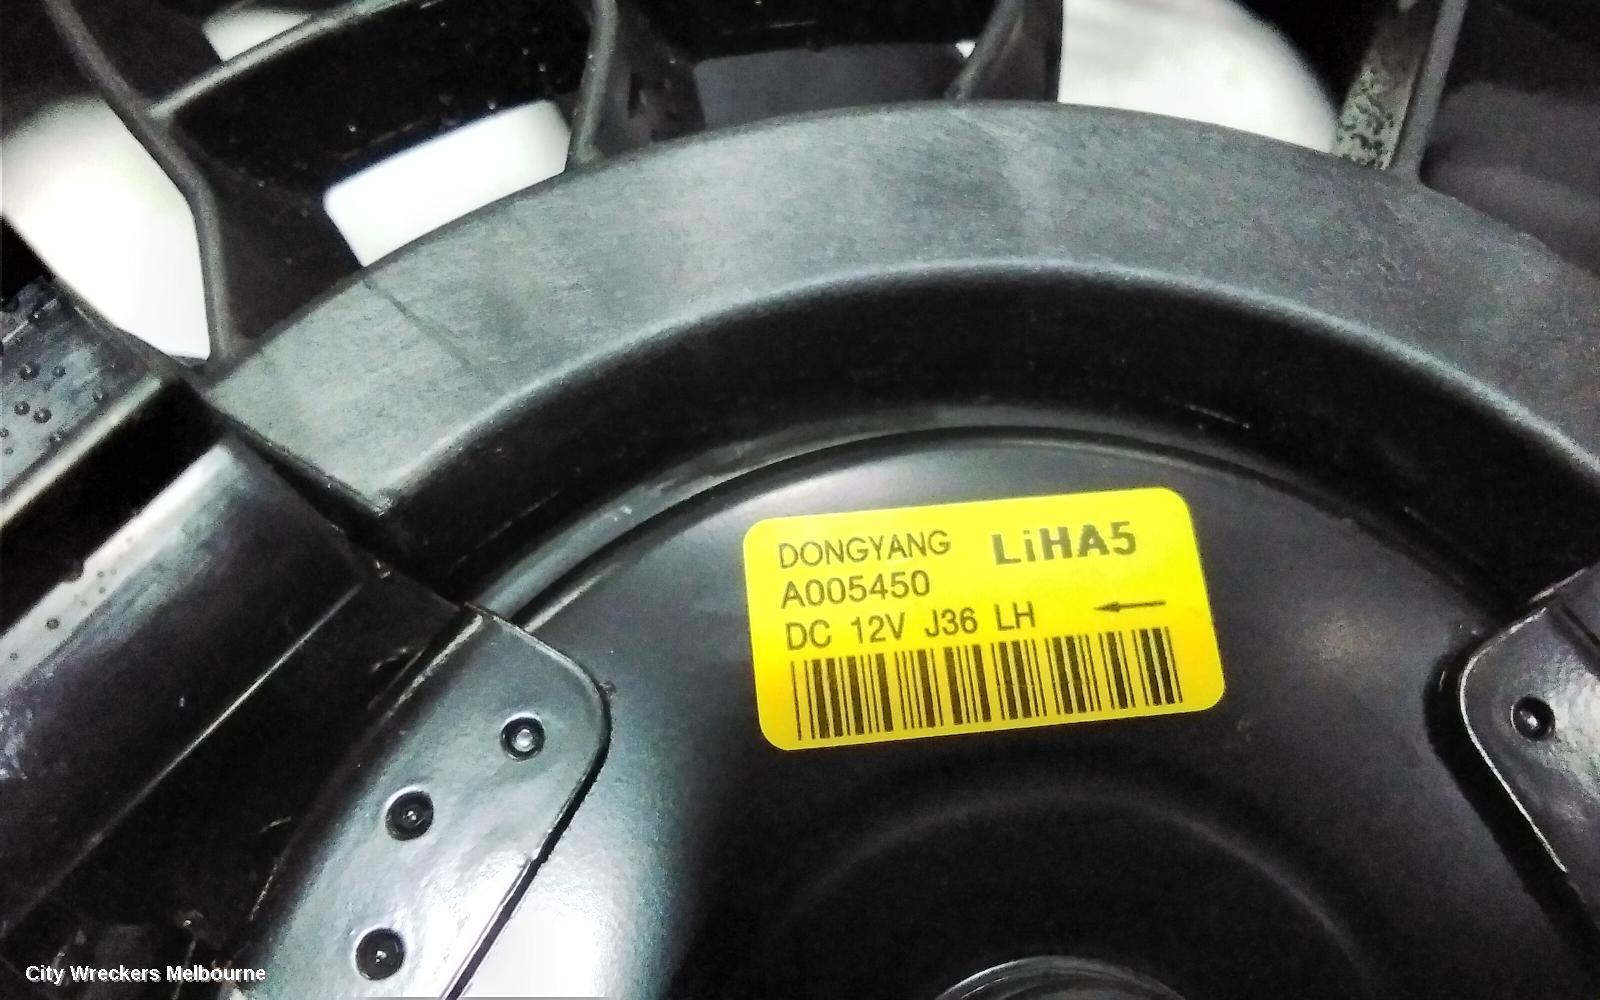 DONGYANG LiHA5
A005450
DC 12V J36 LH ←
City Wreckers Melbourne